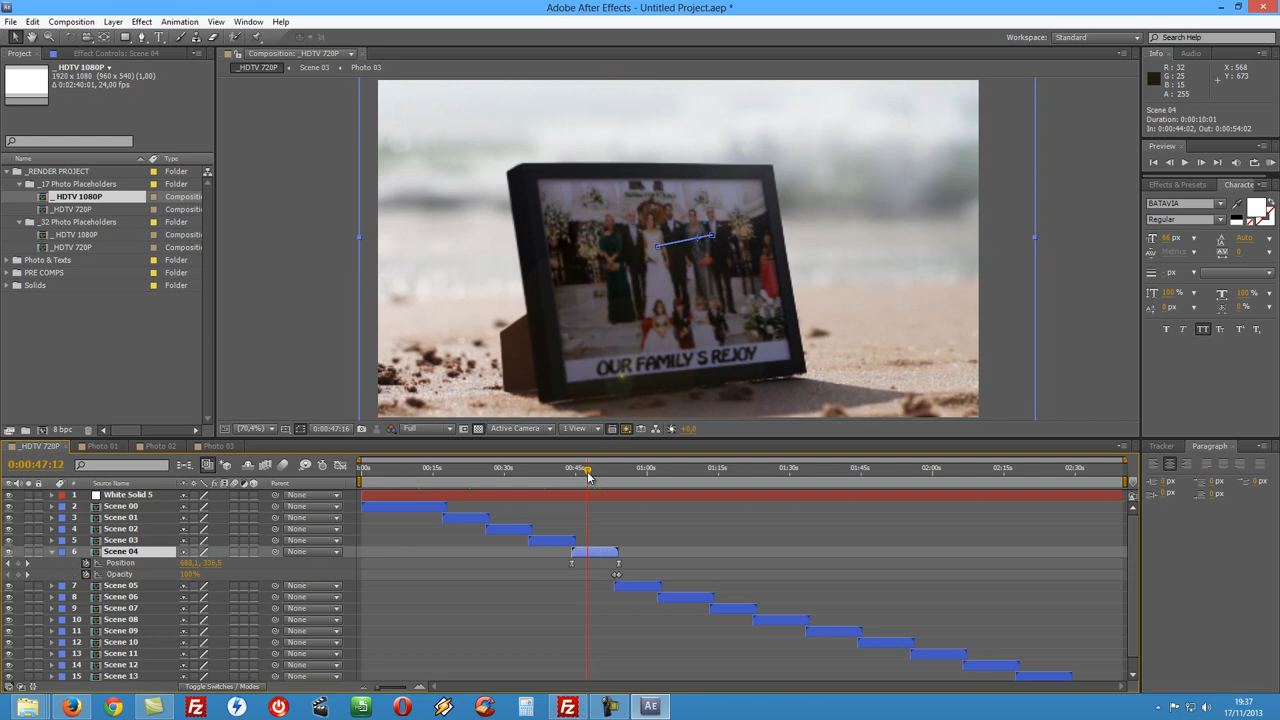 Adobe After Effects - Untitled Project.aep *
File Edit Composition Layer Effect Animation View Window Help
Workspace: Standard Search Help
Project Effect Controls: Scene 04 Composition: _HDTV 720P Info Audio
_HDTV 1080P
1920 x 1080 (960 x 540) (1,00)
Δ 0:02:40:01, 24,00 fps
_HDTV 720P Scene 03 Photo 03
R: 32
G: 25
B: 15
A: 255
X: 568
Y: 673
Scene 04
Duration: 0:00:10:01
In: 0:00:44:02, Out: 0:00:54:02
Preview
Name Type
_RENDER PROJECT Folder
_17 Photo Placeholders Folder
_HDTV 1080P Compositi
_HDTV 720P Compositi
_32 Photo Placeholders Folder
_HDTV 1080P Compositi
_HDTV 720P Compositi
Photo & Texts Folder
PRE COMPS Folder
Solids Folder
Effects & Presets Characte
BATAVIA
Regular
66 px Auto
Metrics 0
- px
100 % 100 %
0 px 0 %
OUR FAMILY'S REJOY
8 bpc
(70,4%) 0:00:47:16 Full Active Camera 1 View +0,0
_HDTV 720P Photo 01 Photo 02 Photo 03
Tracker Paragraph
0:00:47:12
0 px 0 px 0 px
0 px 0 px
0:00s 00:15s 00:30s 00:45s 01:00s 01:15s 01:30s 01:45s 02:00s 02:15s 02:30s
# Source Name Parent
1 White Solid 5 None
2 Scene 00 None
3 Scene 01 None
4 Scene 02 None
5 Scene 03 None
6 Scene 04 None
Position 680,1, 336,5
Opacity 100%
7 Scene 05 None
8 Scene 06 None
9 Scene 07 None
10 Scene 08 None
11 Scene 09 None
12 Scene 10 None
13 Scene 11 None
14 Scene 12 None
15 Scene 13 None
Toggle Switches / Modes
19:37
17/11/2013